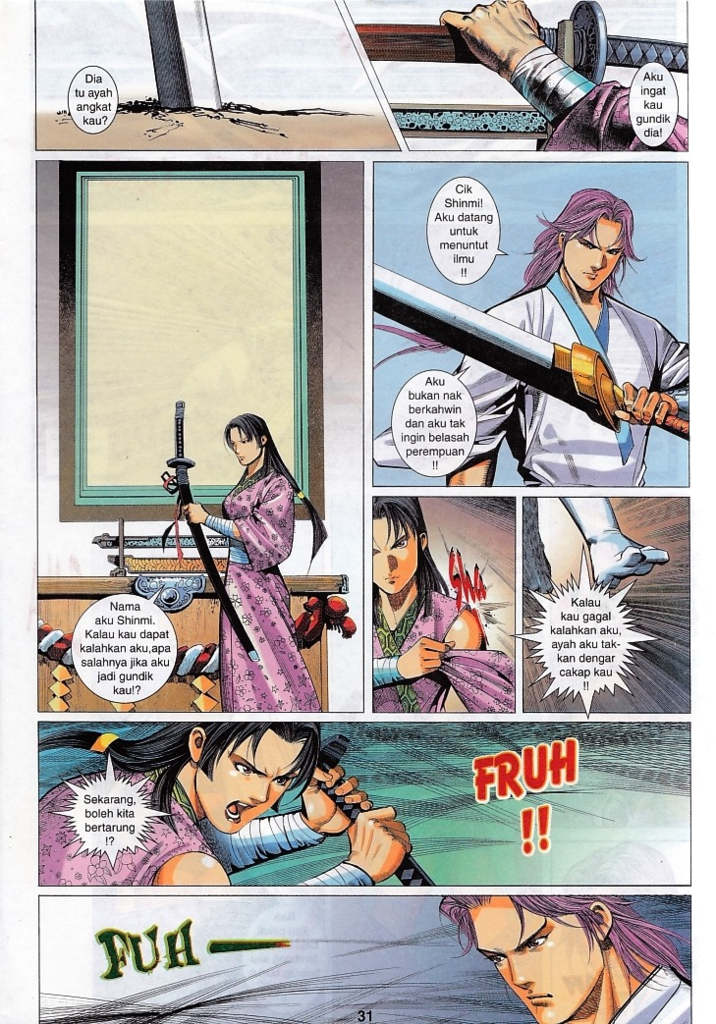 Dia
tu ayah
angkat
kau?
Aku
ingat
kau
gundik
dia!
Cik
Shinmi!
Aku datang
untuk
menuntut
ilmu
!!
Aku
bukan nak
berkahwin
dan aku tak
ingin belasah
perempuan
!!
Nama
aku Shinmi.
Kalau kau dapat
kalahkan aku,apa
salahnya jika aku
jadi gundik
kau!?
Kalau
kau gagal
kalahkan aku,
ayah aku tak-
kan dengar
cakap kau
!!
Sekarang,
boleh kita
bertarung
!?
FRUH
!!
FUH
31